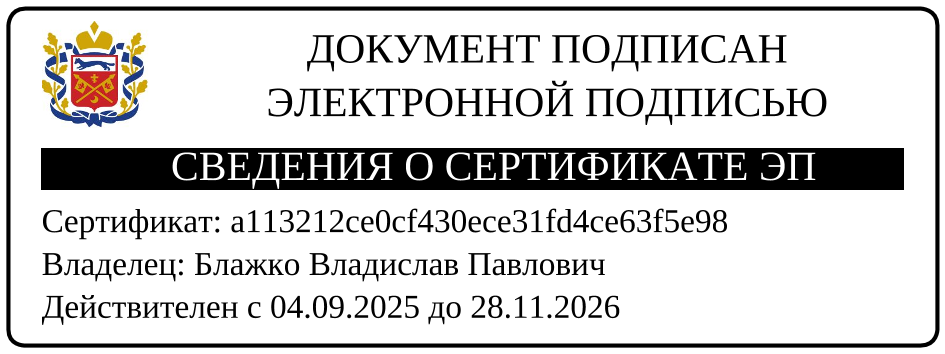 ДОКУМЕНТ ПОДПИСАН
ЭЛЕКТРОННОЙ ПОДПИСЬЮ
СВЕДЕНИЯ О СЕРТИФИКАТЕ ЭП
Сертификат: a113212ce0cf430ece31fd4ce63f5e98
Владелец: Блажко Владислав Павлович
Действителен с 04.09.2025 до 28.11.2026